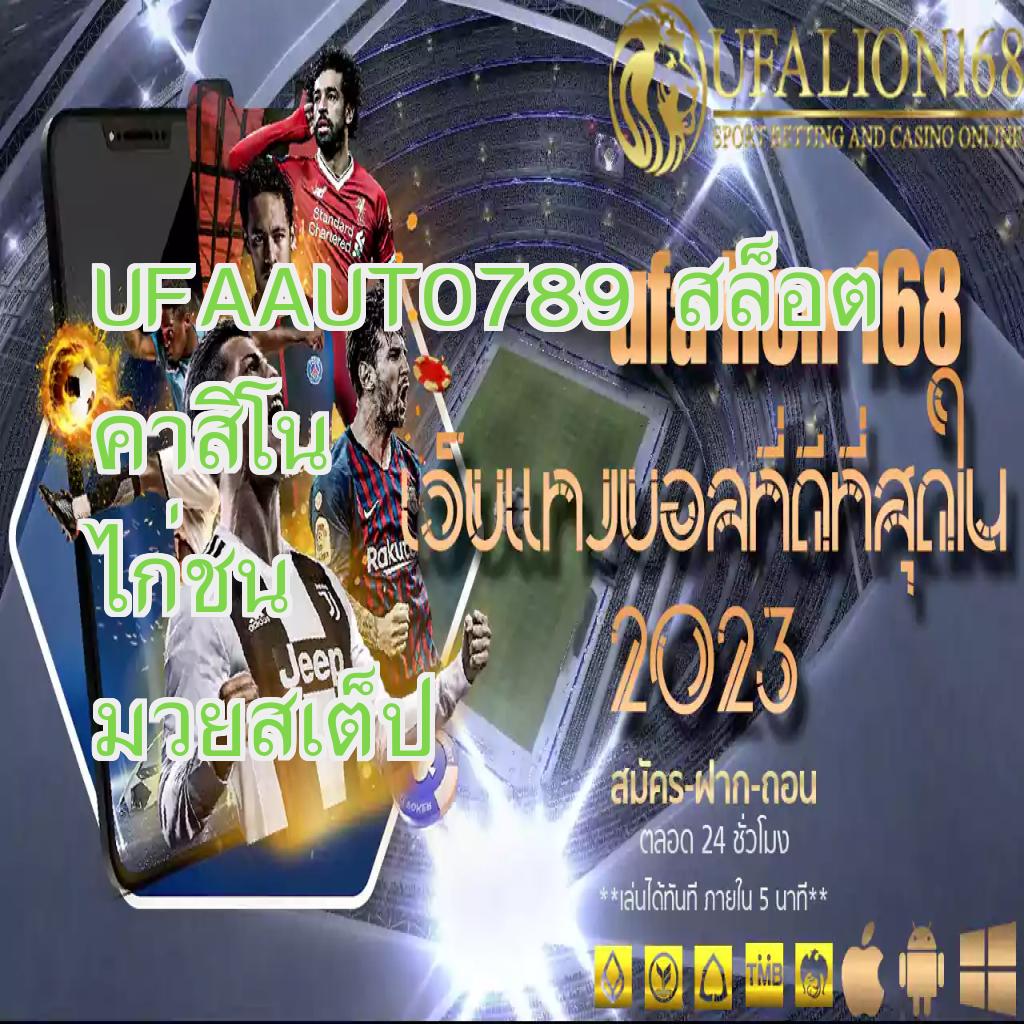 UFALION168
SPORT BETTING AND CASINO ONLINE
Standard
Chartered
UFAAUTO789 สล็อต
ufa lion168
คาสิโน
เว็บแทงบอลที่ดีที่สุดใน
ไก่ชน
Rakut
2023
Jeep
มวยสเต็ป
สมัคร-ฝาก-ถอน
ตลอด 24 ชั่วโมง
**เล่นได้ทันที ภายใน 5 นาที**
TMB